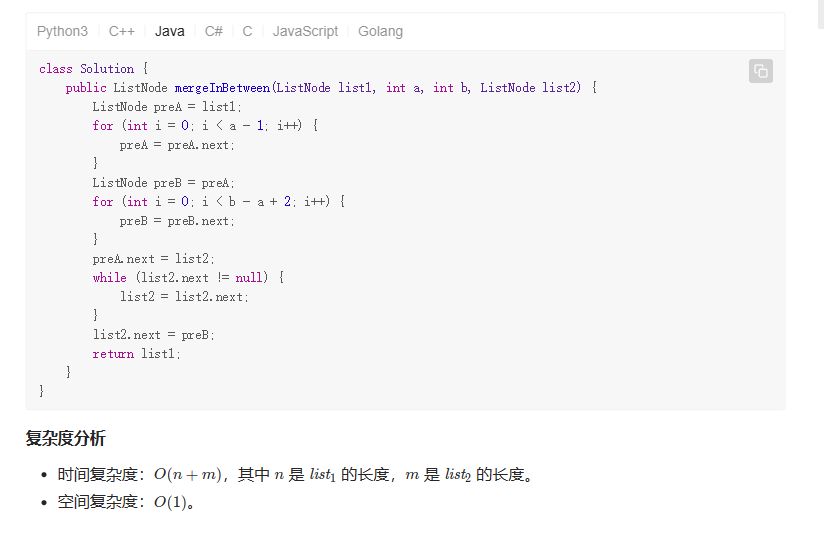 Python3 C++ Java C# C JavaScript Golang
class Solution {
    public ListNode mergeInBetween(ListNode list1, int a, int b, ListNode list2) {
        ListNode preA = list1;
        for (int i = 0; i < a - 1; i++) {
            preA = preA.next;
        }
        ListNode preB = preA;
        for (int i = 0; i < b - a + 2; i++) {
            preB = preB.next;
        }
        preA.next = list2;
        while (list2.next != null) {
            list2 = list2.next;
        }
        list2.next = preB;
        return list1;
    }
}
复杂度分析
• 时间复杂度：O(n + m)，其中 n 是 list₁ 的长度，m 是 list₂ 的长度。
• 空间复杂度：O(1)。